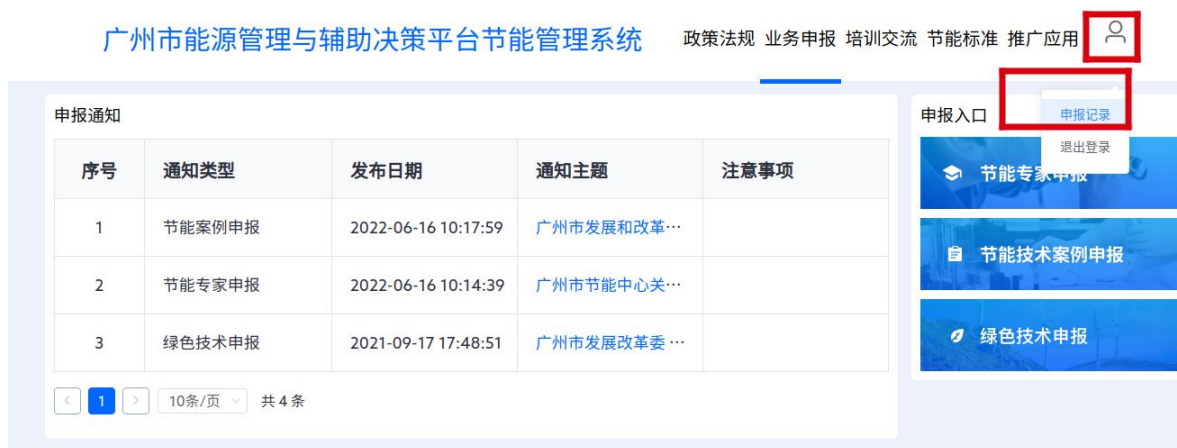 广州市能源管理与辅助决策平台节能管理系统 政策法规 业务申报 培训交流 节能标准 推广应用
申报通知
序号 通知类型 发布日期 通知主题 注意事项
1 节能案例申报 2022-06-16 10:17:59 广州市发展和改革…
2 节能专家申报 2022-06-16 10:14:39 广州市节能中心关…
3 绿色技术申报 2021-09-17 17:48:51 广州市发展改革委 …
< 1 > 10条/页 共 4 条
申报入口
申报记录
退出登录
节能专家申报
节能技术案例申报
绿色技术申报